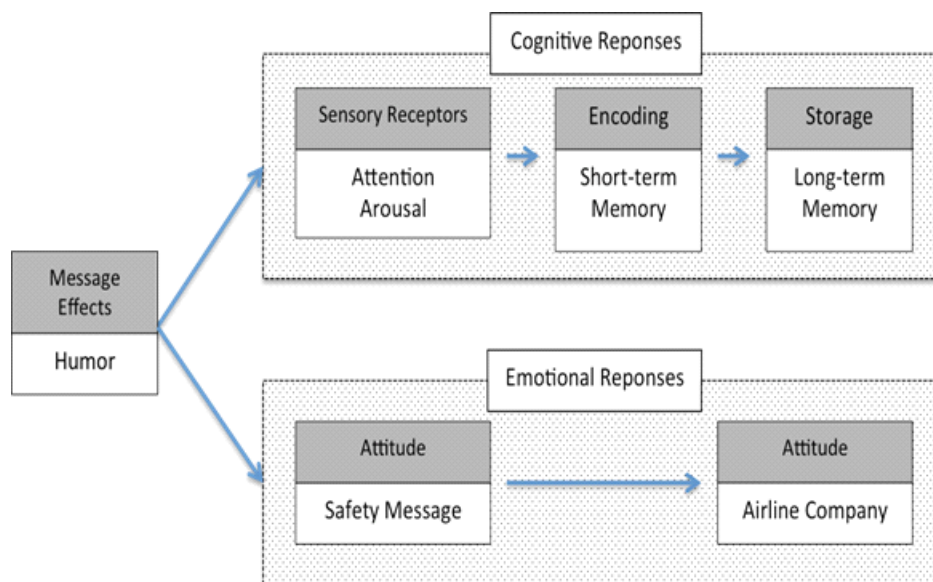 Cognitive Reponses
Sensory Receptors
Attention
Arousal
Encoding
Short-term
Memory
Storage
Long-term
Memory
Message
Effects
Humor
Emotional Reponses
Attitude
Safety Message
Attitude
Airline Company